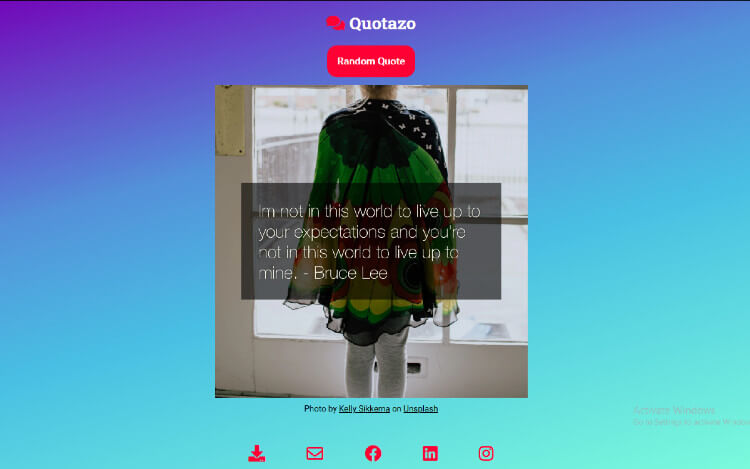 Quotazo
Random Quote
Im not in this world to live up to
your expectations and you're
not in this world to live up to
mine. - Bruce Lee
Photo by Kelly Sikkema on Unsplash
Activate Windows
Go to Settings to activate Windows